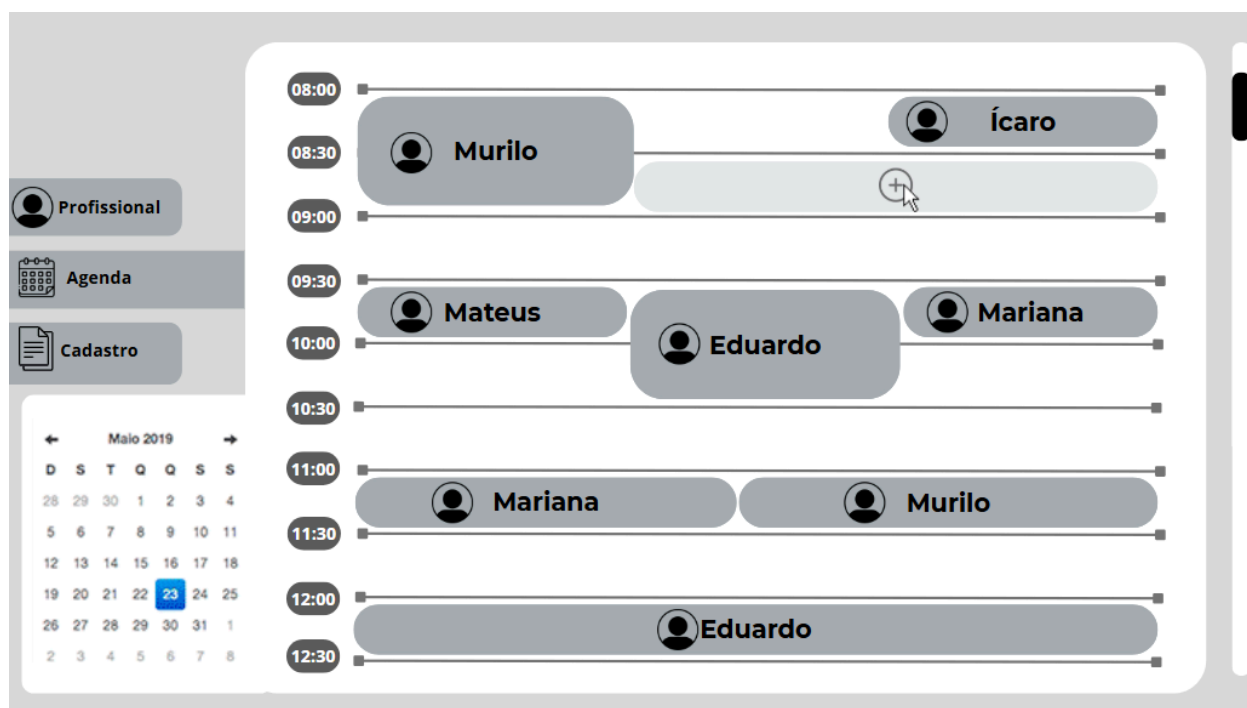 Profissional
Agenda
Cadastro
Maio 2019
D S T Q Q S S
28 29 30 1 2 3 4
5 6 7 8 9 10 11
12 13 14 15 16 17 18
19 20 21 22 23 24 25
26 27 28 29 30 31 1
2 3 4 5 6 7 8
08:00
Murilo
Ícaro
08:30
09:00
09:30
Mateus
Eduardo
Mariana
10:00
10:30
11:00
Mariana
Murilo
11:30
12:00
Eduardo
12:30